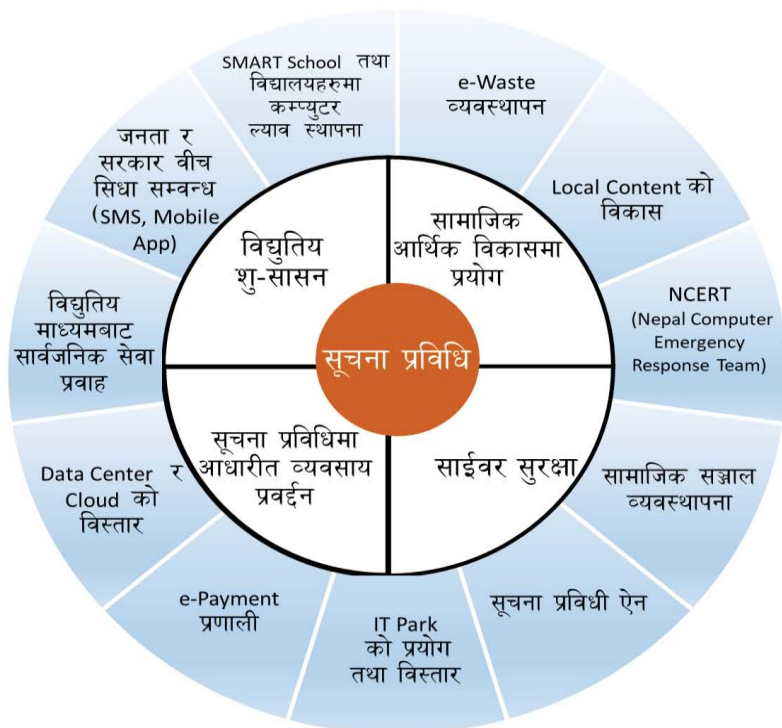 SMART School तथा
विद्यालयहरुमा
कम्प्युटर
ल्याव स्थापना
e-Waste
व्यवस्थापन
Local Content को
विकास
NCERT
(Nepal Computer
Emergency
Response Team)
सामाजिक सञ्जाल
व्यवस्थापना
सूचना प्रविधी ऐन
IT Park
को प्रयोग
तथा विस्तार
e-Payment
प्रणाली
Data Center र
Cloud को
विस्तार
विद्युतिय
माध्यमबाट
सार्वजनिक सेवा
प्रवाह
जनता र
सरकार वीच
सिधा सम्वन्ध
(SMS, Mobile
App)
विद्युतिय
शु-सासन
सामाजिक
आर्थिक विकासमा
प्रयोग
सूचना प्रविधि
सूचना प्रविधिमा
आधारीत व्यवसाय
प्रवर्द्दन
साईवर सुरक्षा